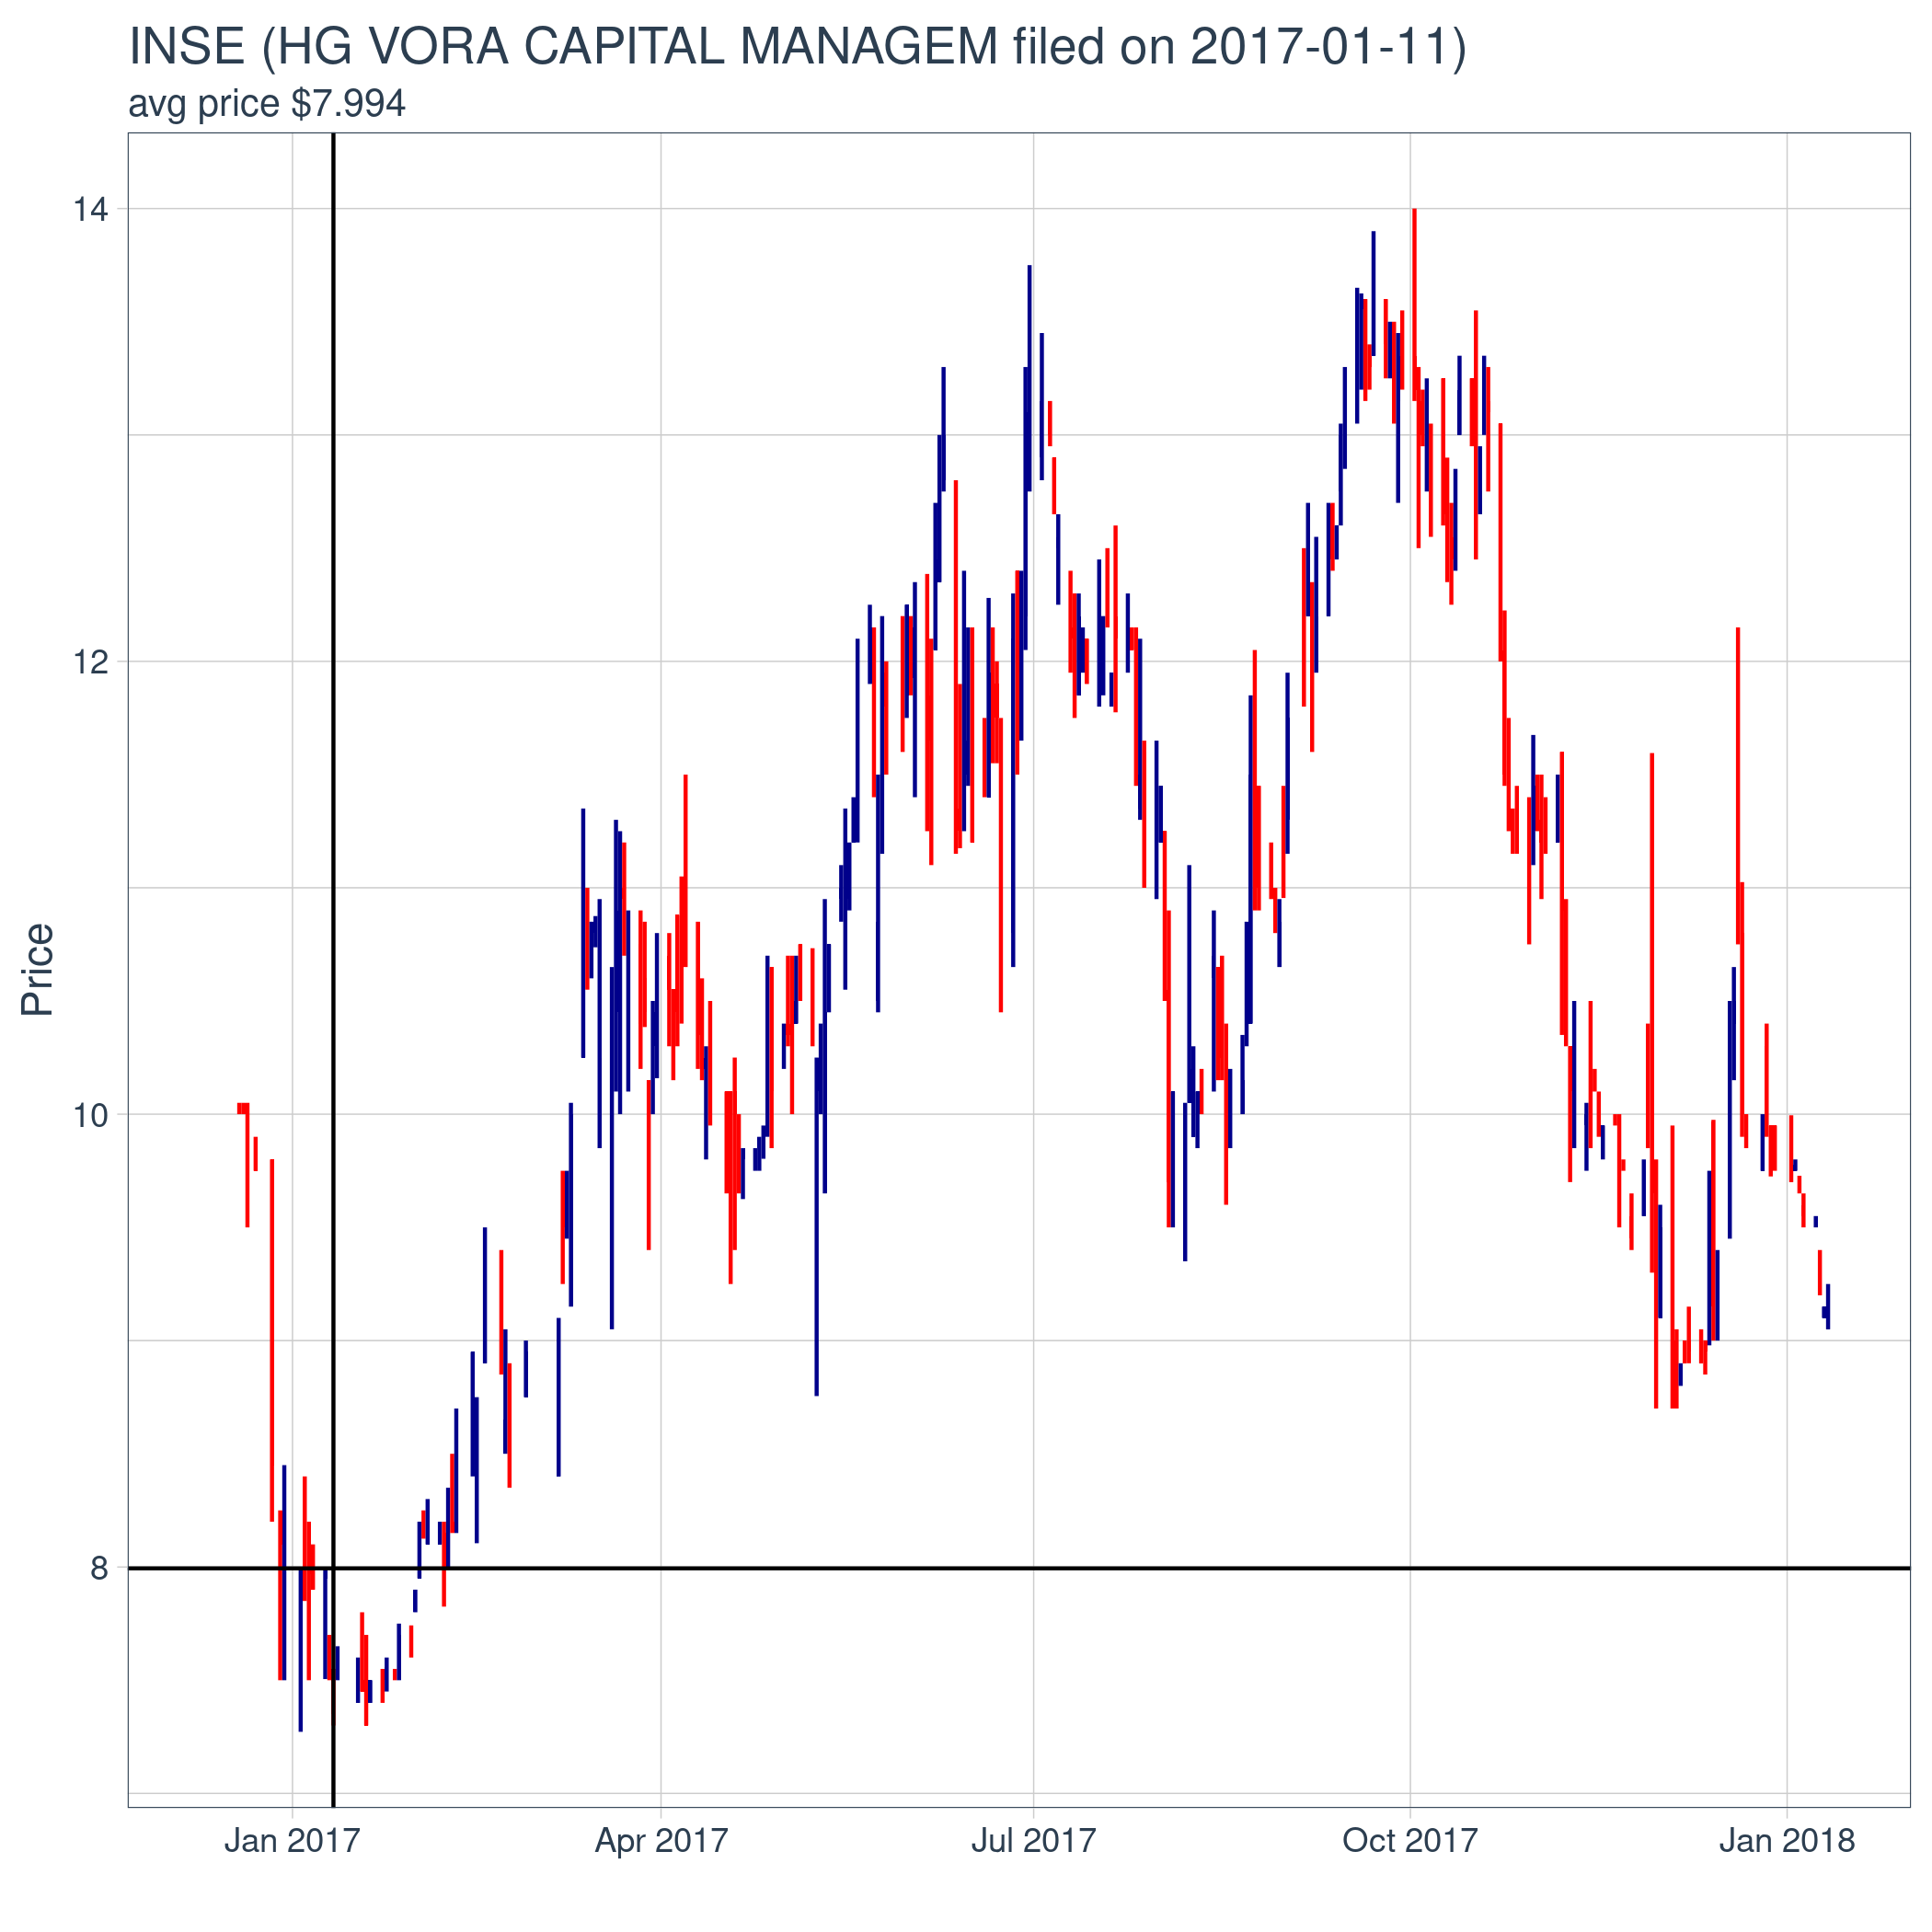 INSE (HG VORA CAPITAL MANAGEM filed on 2017-01-11)
avg price $7.994
14
12
10
8
Price
Jan 2017 Apr 2017 Jul 2017 Oct 2017 Jan 2018